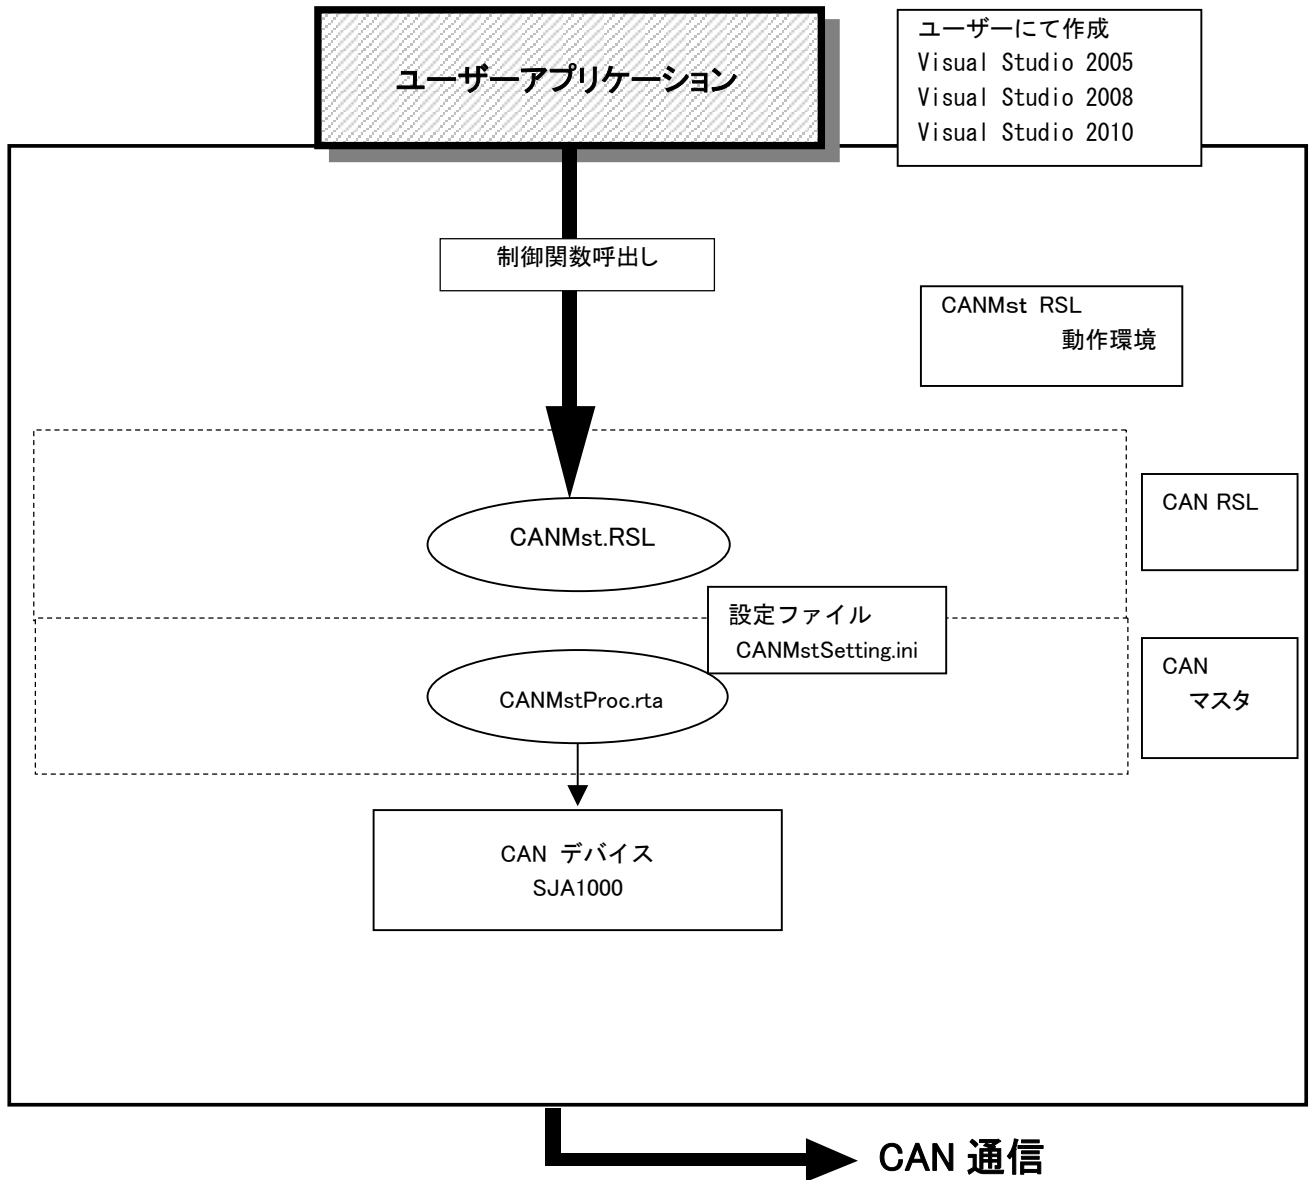 ユーザーアプリケーション
ユーザーにて作成
Visual Studio 2005
Visual Studio 2008
Visual Studio 2010
制御関数呼出し
CANMst RSL
動作環境
CANMst.RSL
CAN RSL
設定ファイル
CANMstSetting.ini
CANMstProc.rta
CAN
マスタ
CAN デバイス
SJA1000
CAN 通信